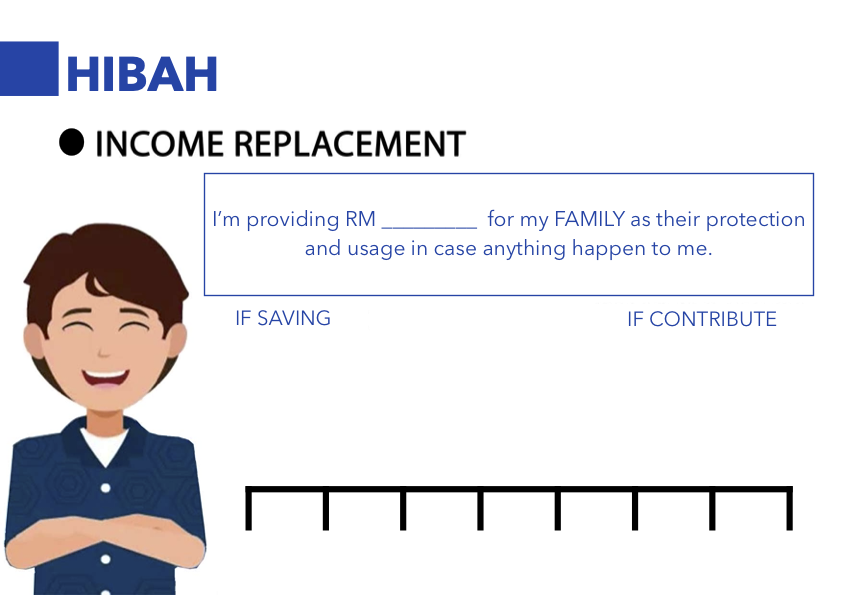 HIBAH
INCOME REPLACEMENT
I'm providing RM _________ for my FAMILY as their protection
and usage in case anything happen to me.
IF SAVING
IF CONTRIBUTE